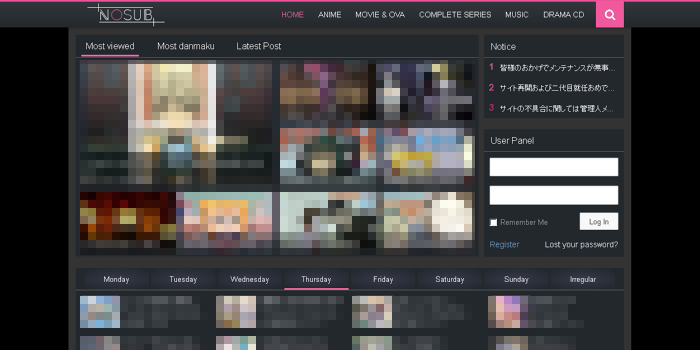 NOSUB
HOME ANIME MOVIE & OVA COMPLETE SERIES MUSIC DRAMA CD
Most viewed Most danmaku Latest Post
Notice
1 皆様のおかげでメンテナンスが無事...
2 サイト再開および二代目就任おめで...
3 サイトの不具合に関しては管理人メ...
User Panel
Remember Me
Log In
Register Lost your password?
Monday Tuesday Wednesday Thursday Friday Saturday Sunday Irregular